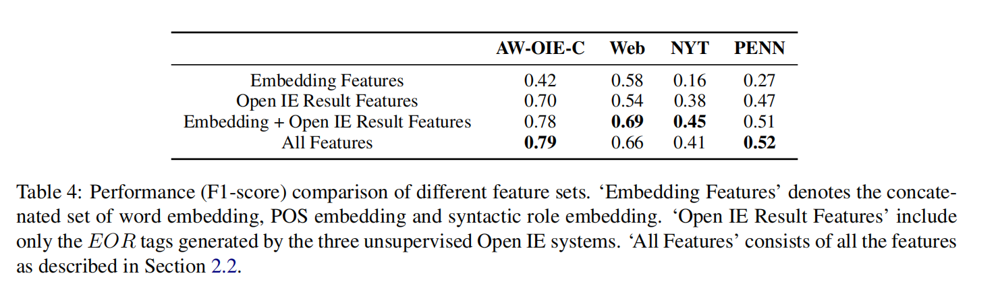 AW-OIE-C Web NYT PENN
Embedding Features 0.42 0.58 0.16 0.27
Open IE Result Features 0.70 0.54 0.38 0.47
Embedding + Open IE Result Features 0.78 0.69 0.45 0.51
All Features 0.79 0.66 0.41 0.52
Table 4: Performance (F1-score) comparison of different feature sets. ‘Embedding Features’ denotes the concate-
nated set of word embedding, POS embedding and syntactic role embedding. ‘Open IE Result Features’ include
only the EOR tags generated by the three unsupervised Open IE systems. ‘All Features’ consists of all the features
as described in Section 2.2.